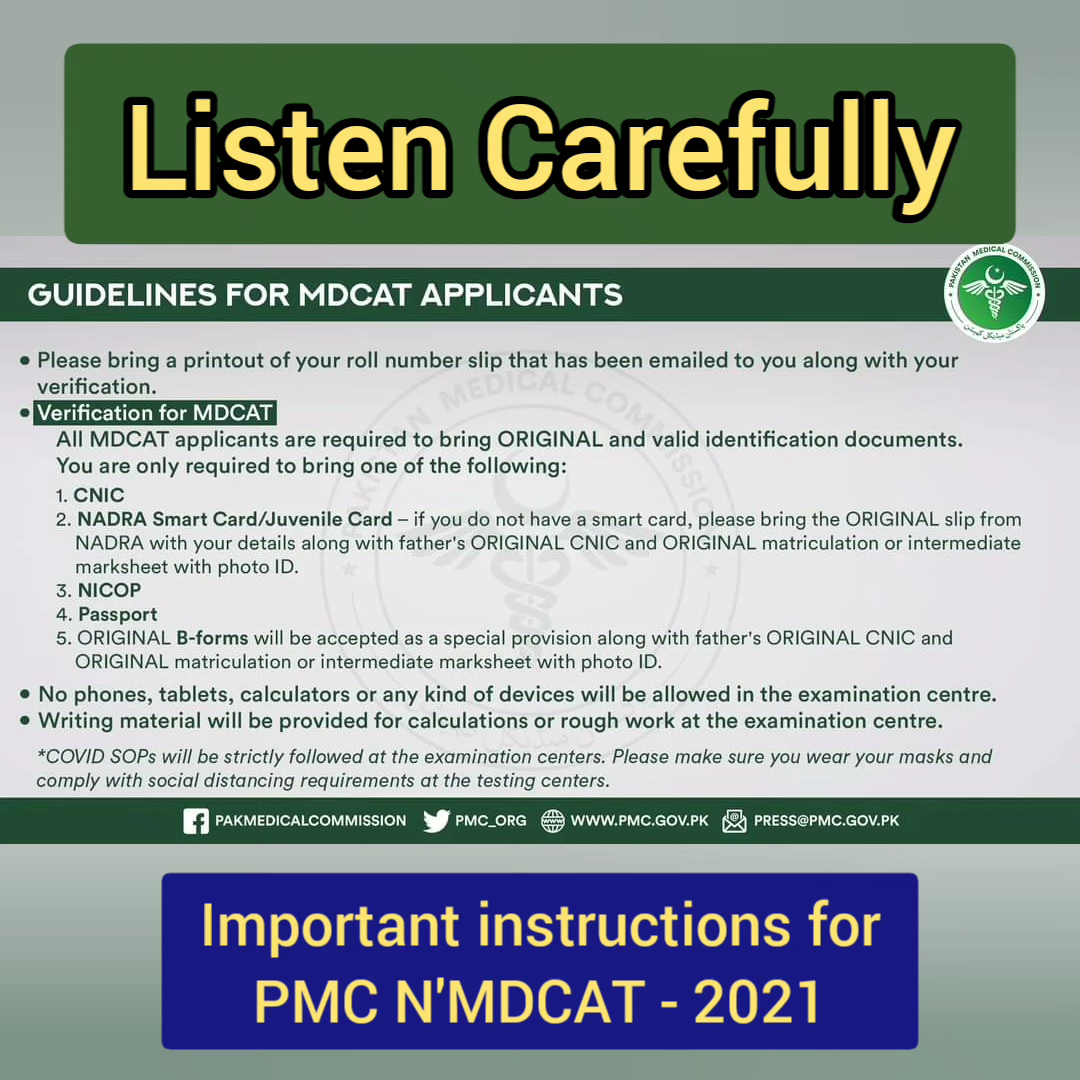 Listen Carefully
GUIDELINES FOR MDCAT APPLICANTS
PAKISTAN MEDICAL COMMISSION
پاکستان میڈیکل کمیشن
• Please bring a printout of your roll number slip that has been emailed to you along with your
verification.
• Verification for MDCAT
All MDCAT applicants are required to bring ORIGINAL and valid identification documents.
You are only required to bring one of the following:
1. CNIC
2. NADRA Smart Card/Juvenile Card – if you do not have a smart card, please bring the ORIGINAL slip from
NADRA with your details along with father's ORIGINAL CNIC and ORIGINAL matriculation or intermediate
marksheet with photo ID.
3. NICOP
4. Passport
5. ORIGINAL B-forms will be accepted as a special provision along with father's ORIGINAL CNIC and
ORIGINAL matriculation or intermediate marksheet with photo ID.
• No phones, tablets, calculators or any kind of devices will be allowed in the examination centre.
• Writing material will be provided for calculations or rough work at the examination centre.
*COVID SOPs will be strictly followed at the examination centers. Please make sure you wear your masks and
comply with social distancing requirements at the testing centers.
PAKISTAN MEDICAL COMMISSION
PAKMEDICALCOMMISSION PMC_ORG WWW.PMC.GOV.PK PRESS@PMC.GOV.PK
Important instructions for
PMC N'MDCAT - 2021